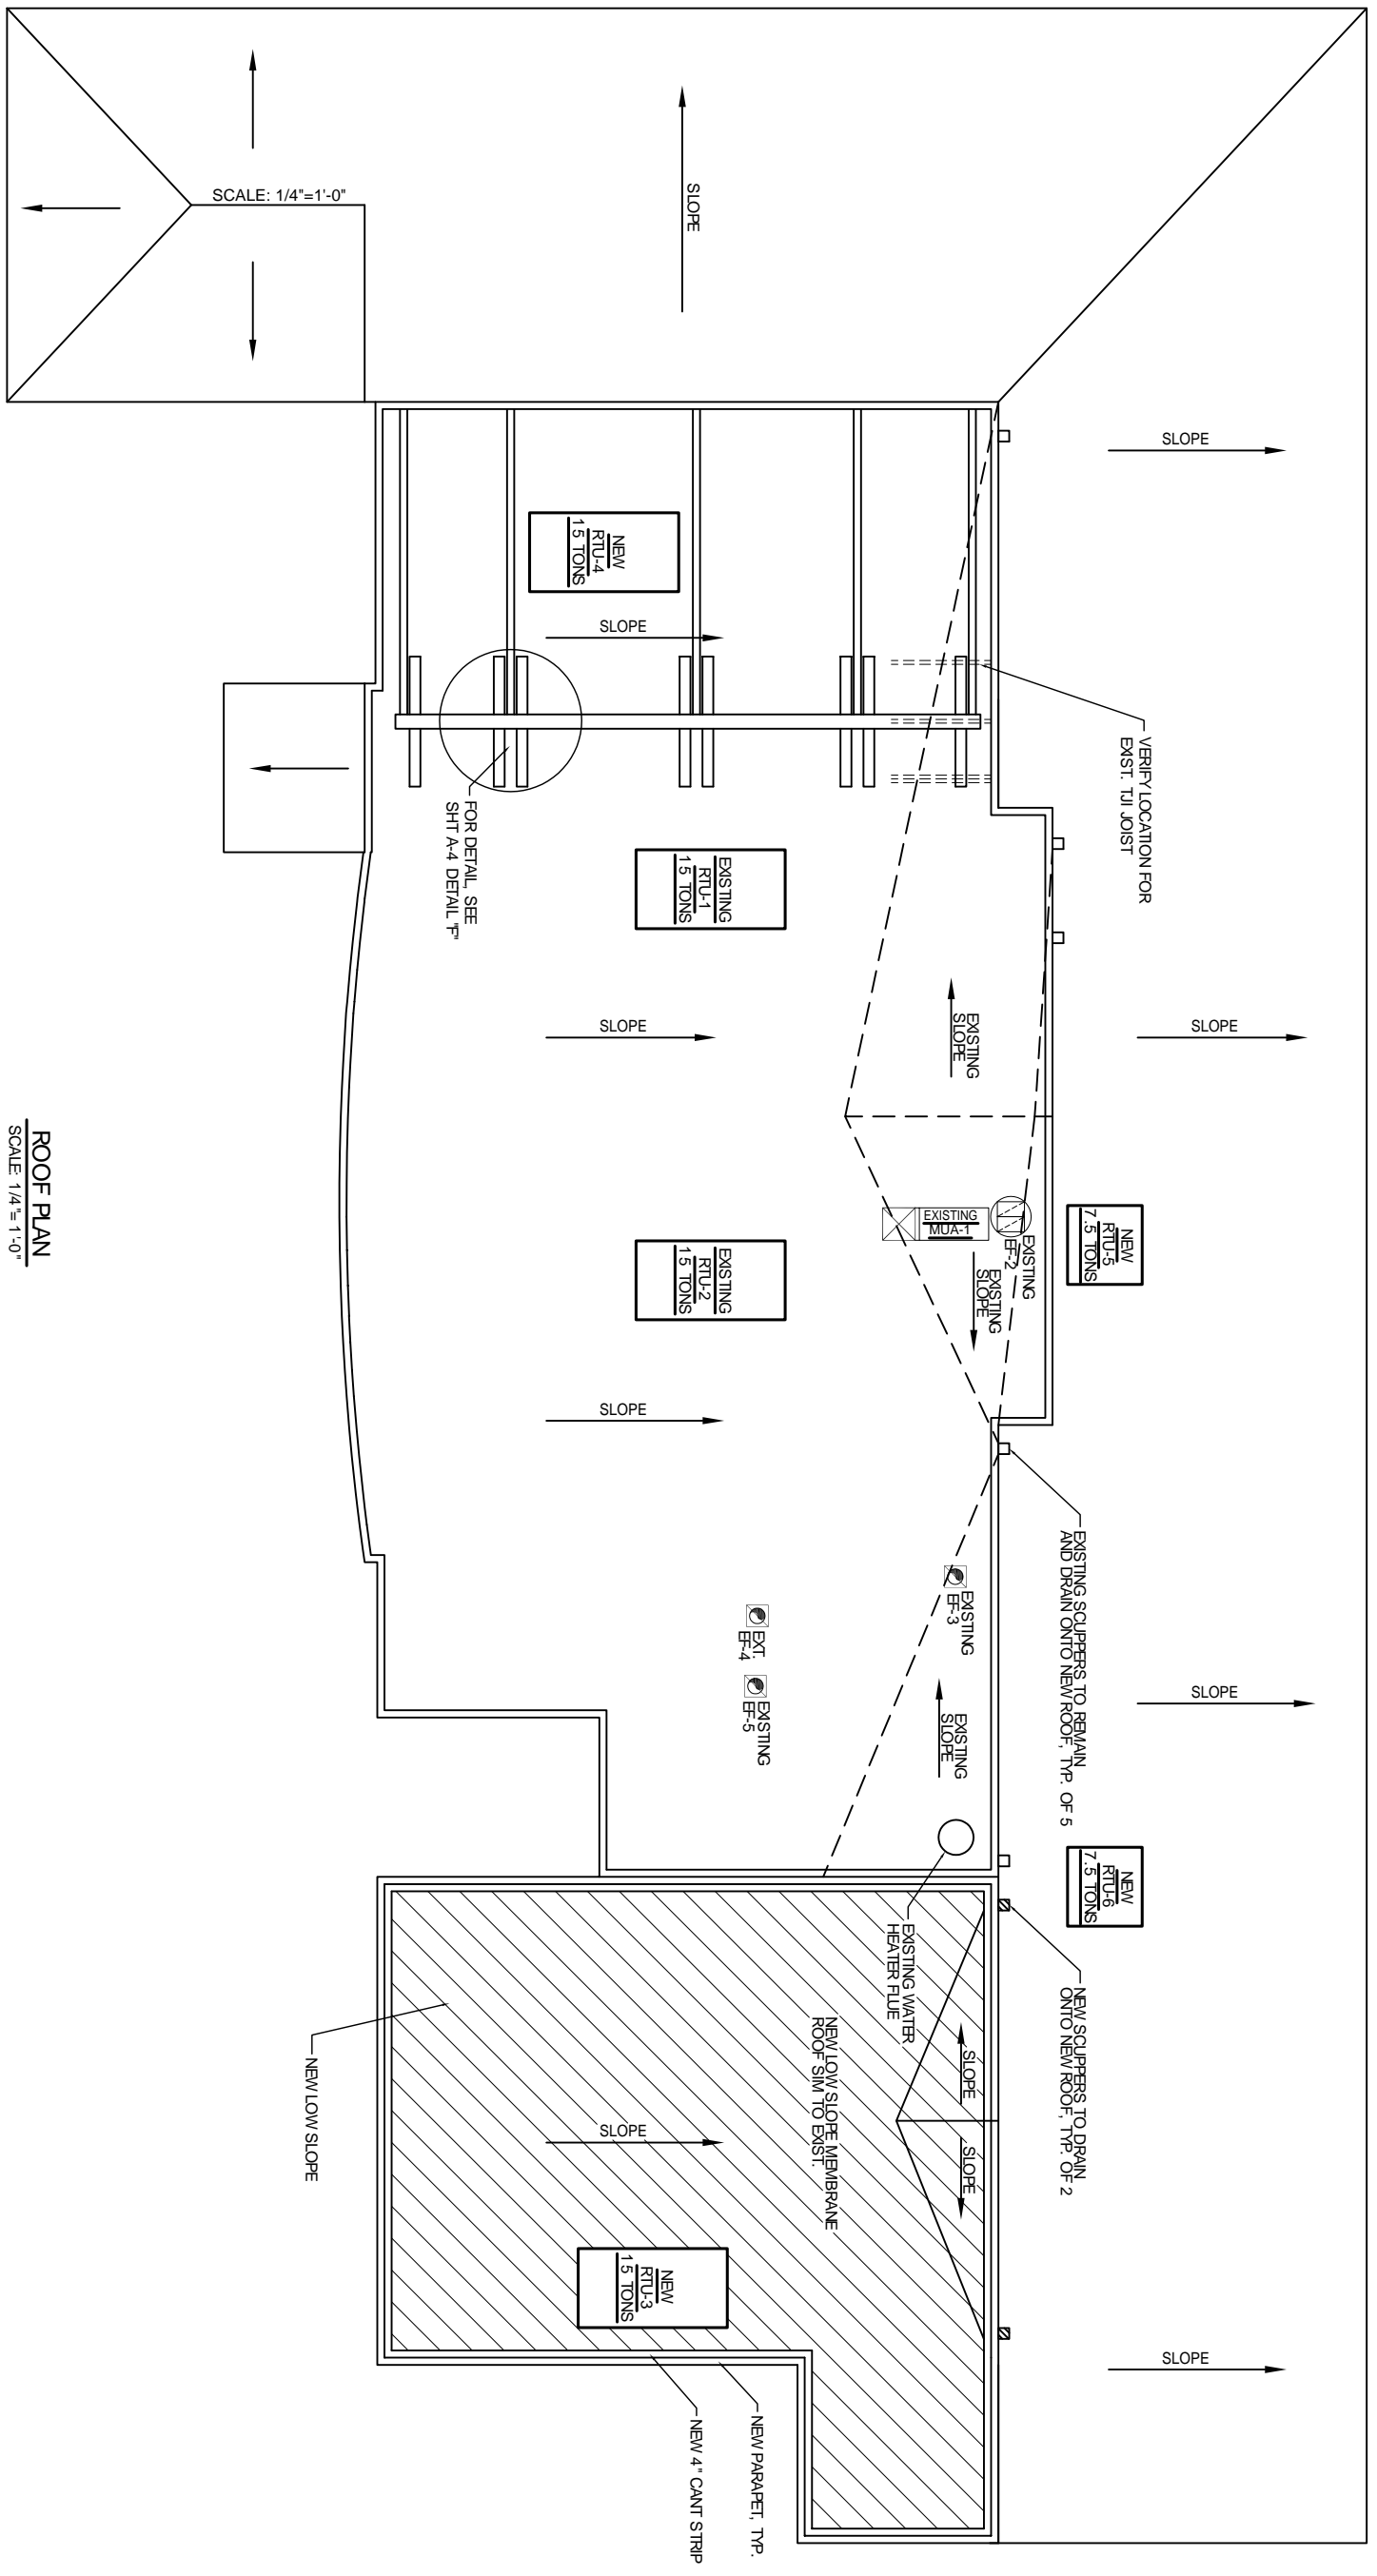 SCALE: 1/4"=1'-0"
SLOPE
SLOPE
NEW
RTU-4
15 TONS
SLOPE
VERIFY LOCATION FOR
EXIST. TJI JOIST
FOR DETAIL, SEE
SHT A-4 DETAIL "F"
EXISTING
RTU-1
15 TONS
SLOPE
SLOPE
EXISTING
SLOPE
EXISTING
MUA-1
EXISTING
EF-2
EXISTING
SLOPE
NEW
RTU-5
7.5 TONS
EXISTING
RTU-2
15 TONS
SLOPE
EXISTING SCUPPERS TO REMAIN
AND DRAIN ONTO NEW ROOF, TYP. OF 5
EXISTING
EF-3
EXT.
EF-4
EXISTING
EF-5
EXISTING
SLOPE
SLOPE
NEW
RTU-6
7.5 TONS
EXISTING WATER
HEATER FLUE
NEW SCUPPERS TO DRAIN
ONTO NEW ROOF, TYP. OF 2
NEW LOW SLOPE MEMBRANE
ROOF SIM TO EXIST.
SLOPE
SLOPE
SLOPE
NEW LOW SLOPE
NEW
RTU-3
15 TONS
SLOPE
NEW PARAPET, TYP.
NEW 4" CANT STRIP
ROOF PLAN
SCALE: 1/4"= 1'-0"